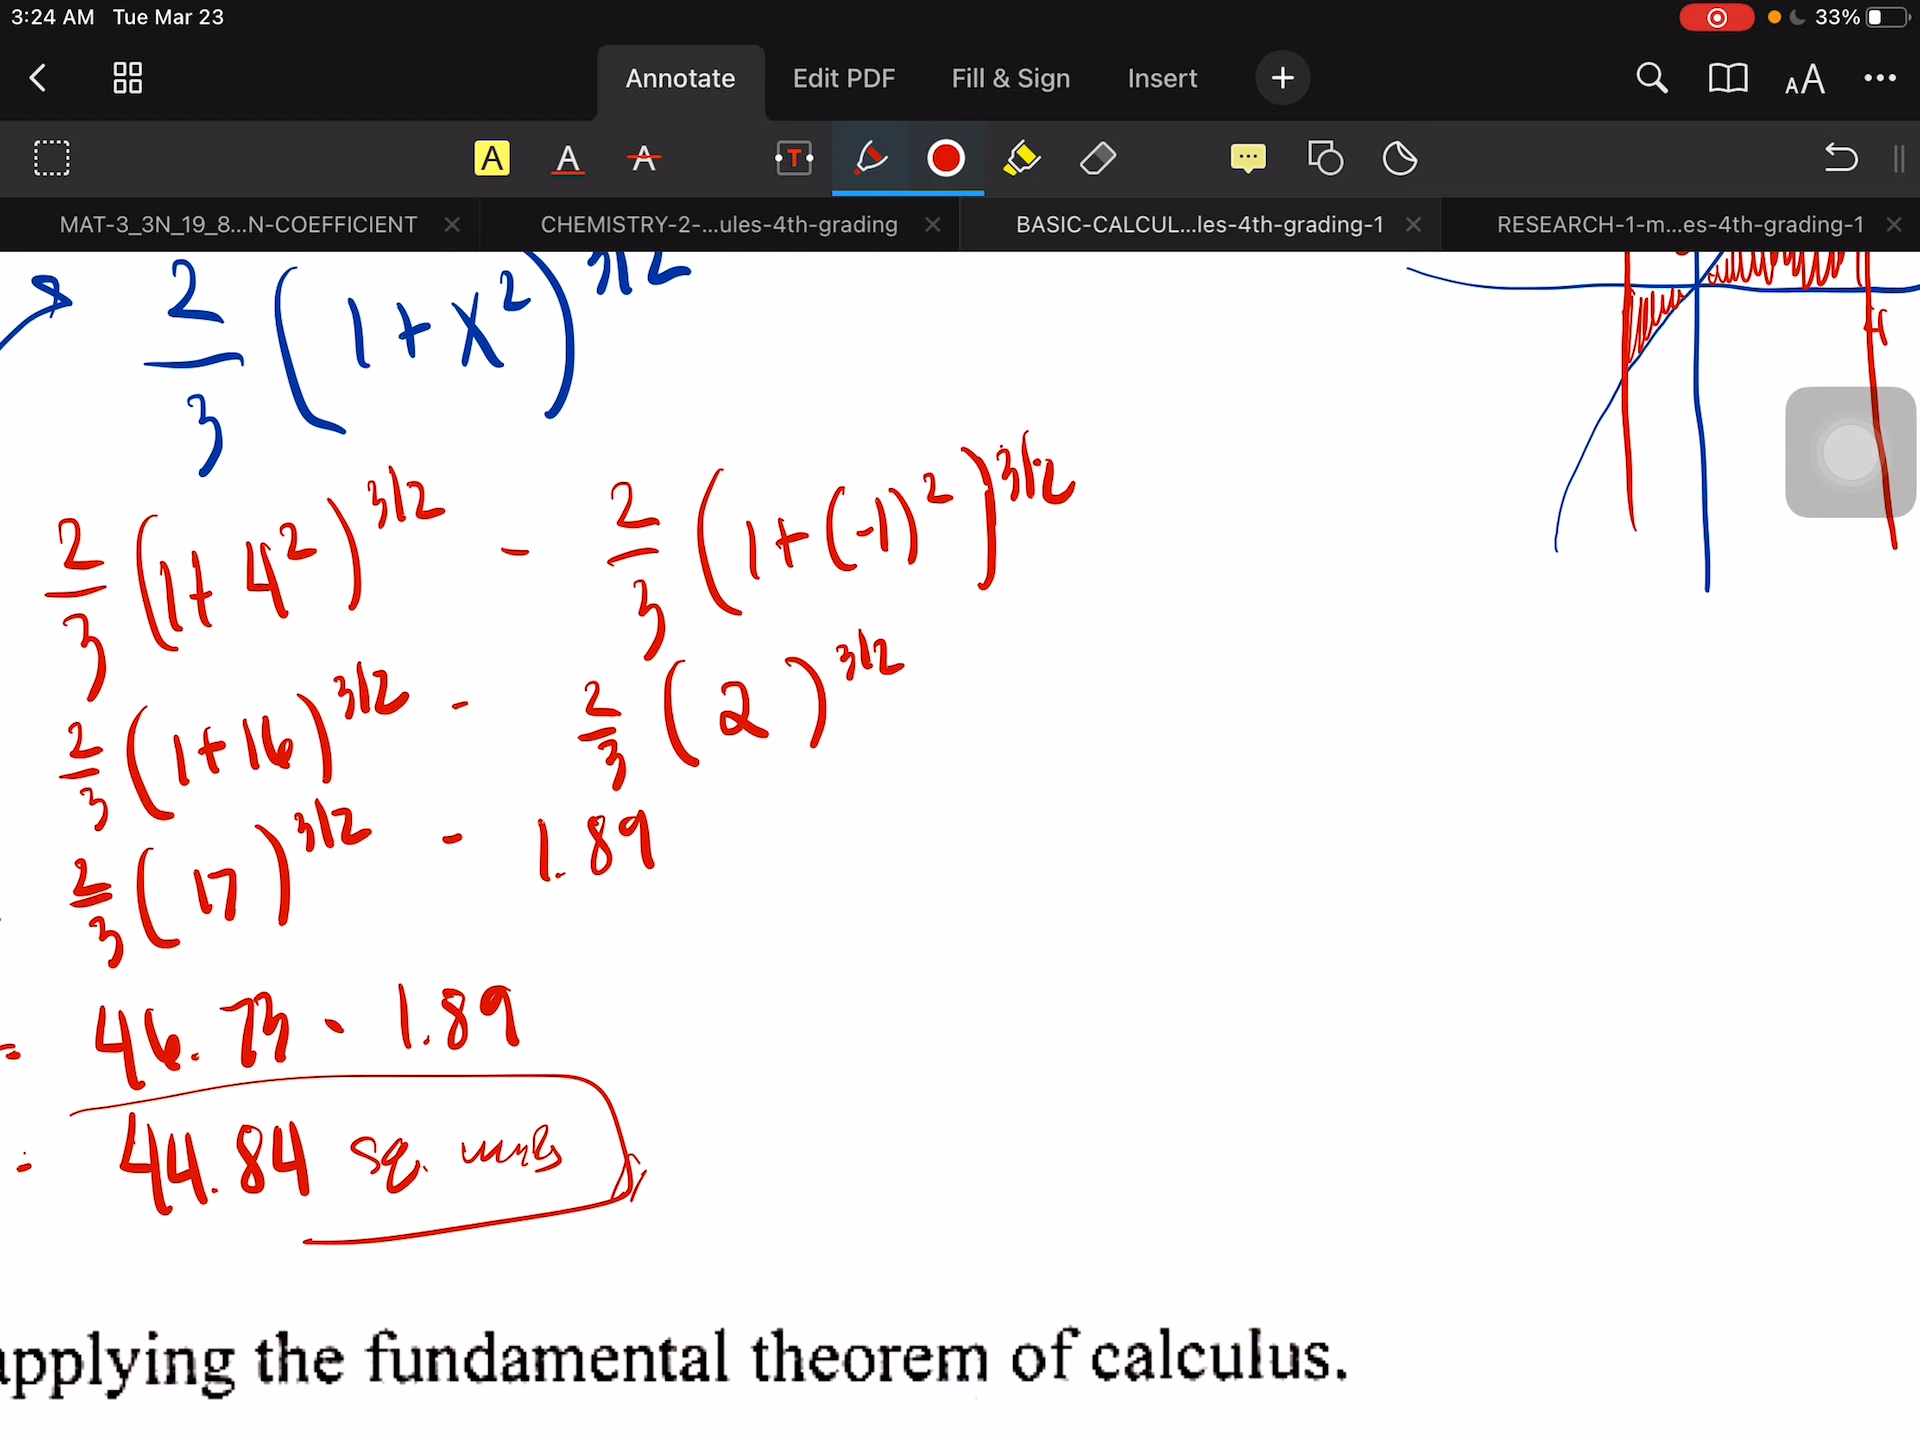 3:24 AM Tue Mar 23 33%
Annotate Edit PDF Fill & Sign Insert + AA
A A A T
MAT-3_3N_19_8...N-COEFFICIENT × CHEMISTRY-2-...ules-4th-grading × BASIC-CALCUL...les-4th-grading-1 × RESEARCH-1-m...es-4th-grading-1 ×
2/3 (1+x²)^3/2
2/3 (1+4²)^3/2 - 2/3 (1+(-1)²)^3/2
2/3 (1+16)^3/2 - 2/3 (2)^3/2
2/3 (17)^3/2 - 1.89
= 46.73 - 1.89
= 44.84 sq. units
applying the fundamental theorem of calculus.